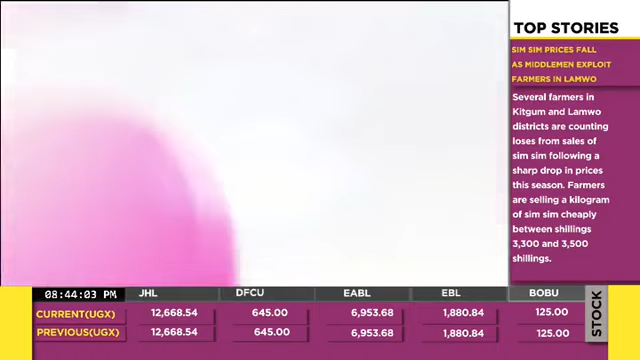 TOP STORIES
SIM SIM PRICES FALL
AS MIDDLEMEN EXPLOIT
FARMERS IN LAMWO
Several farmers in
Kitgum and Lamwo
districts are counting
loses from sales of
sim sim following a
sharp drop in prices
this season. Farmers
are selling a kilogram
of sim sim cheaply
between shillings
3,300 and 3,500
shillings.
08:44:03 PM JHL DFCU EABL EBL BOBU
CURRENT(UGX) 12,668.54 645.00 6,953.68 1,880.84 125.00
PREVIOUS(UGX) 12,668.54 645.00 6,953.68 1,880.84 125.00
STOCK